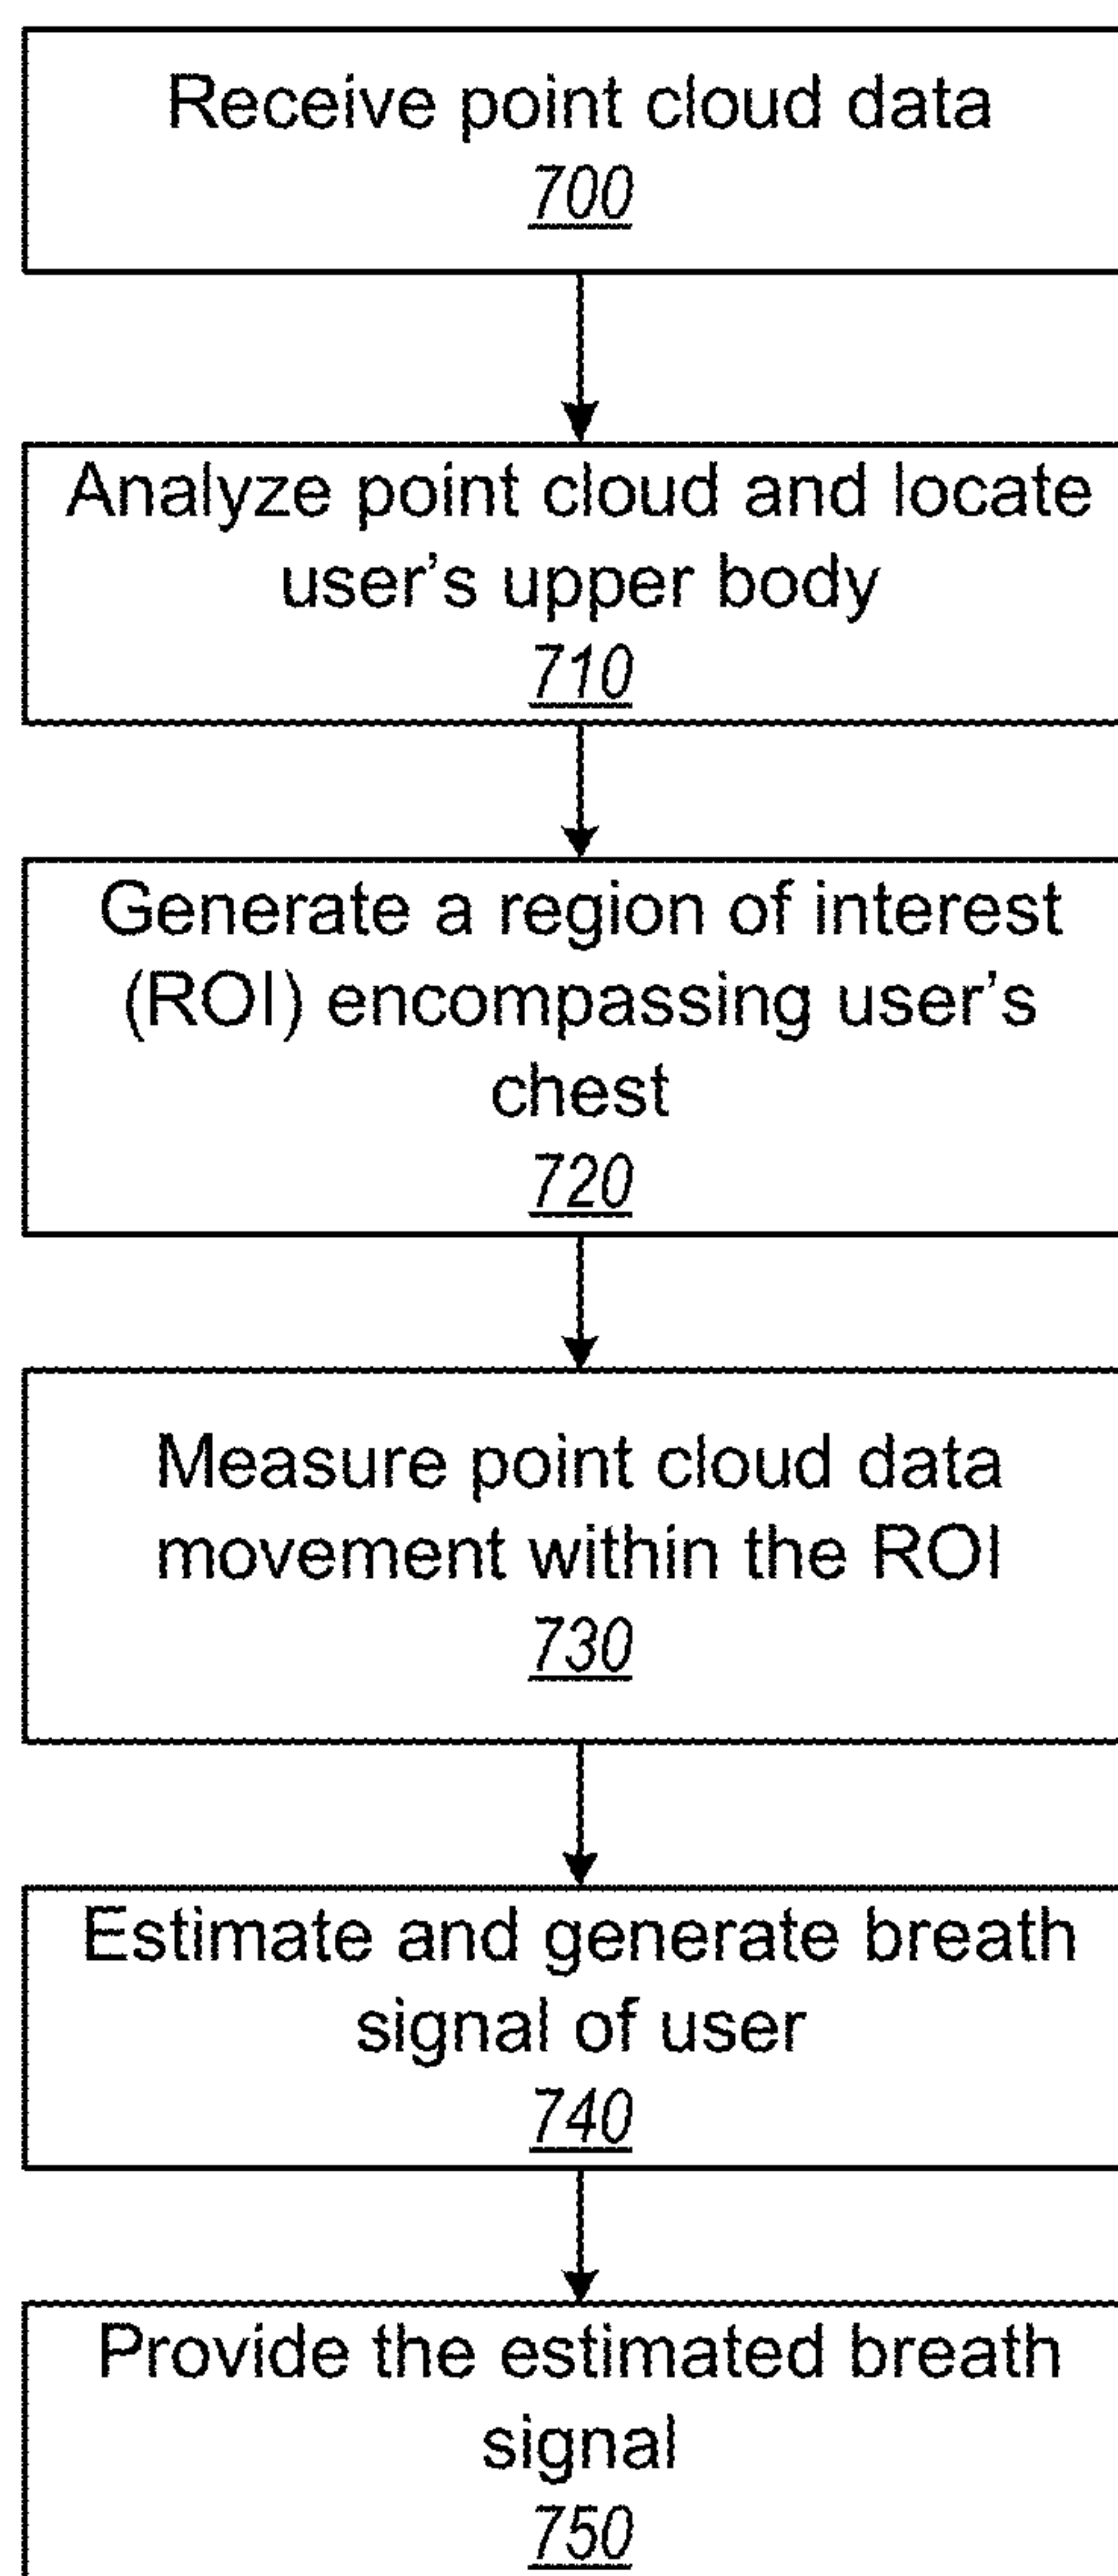 Receive point cloud data
700
Analyze point cloud and locate
user's upper body
710
Generate a region of interest
(ROI) encompassing user's
chest
720
Measure point cloud data
movement within the ROI
730
Estimate and generate breath
signal of user
740
Provide the estimated breath
signal
750